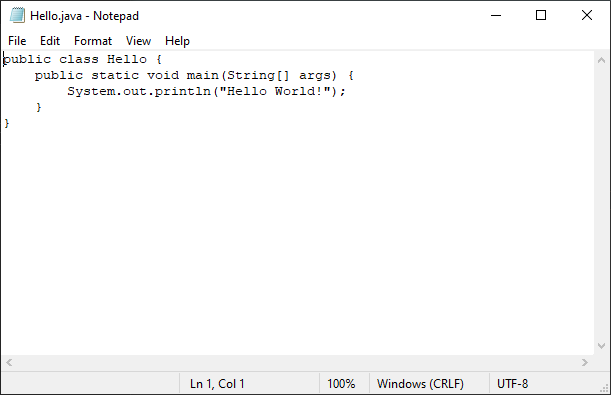 Hello.java - Notepad
File Edit Format View Help
public class Hello {
    public static void main(String[] args) {
        System.out.println("Hello World!");
    }
}
Ln 1, Col 1 100% Windows (CRLF) UTF-8